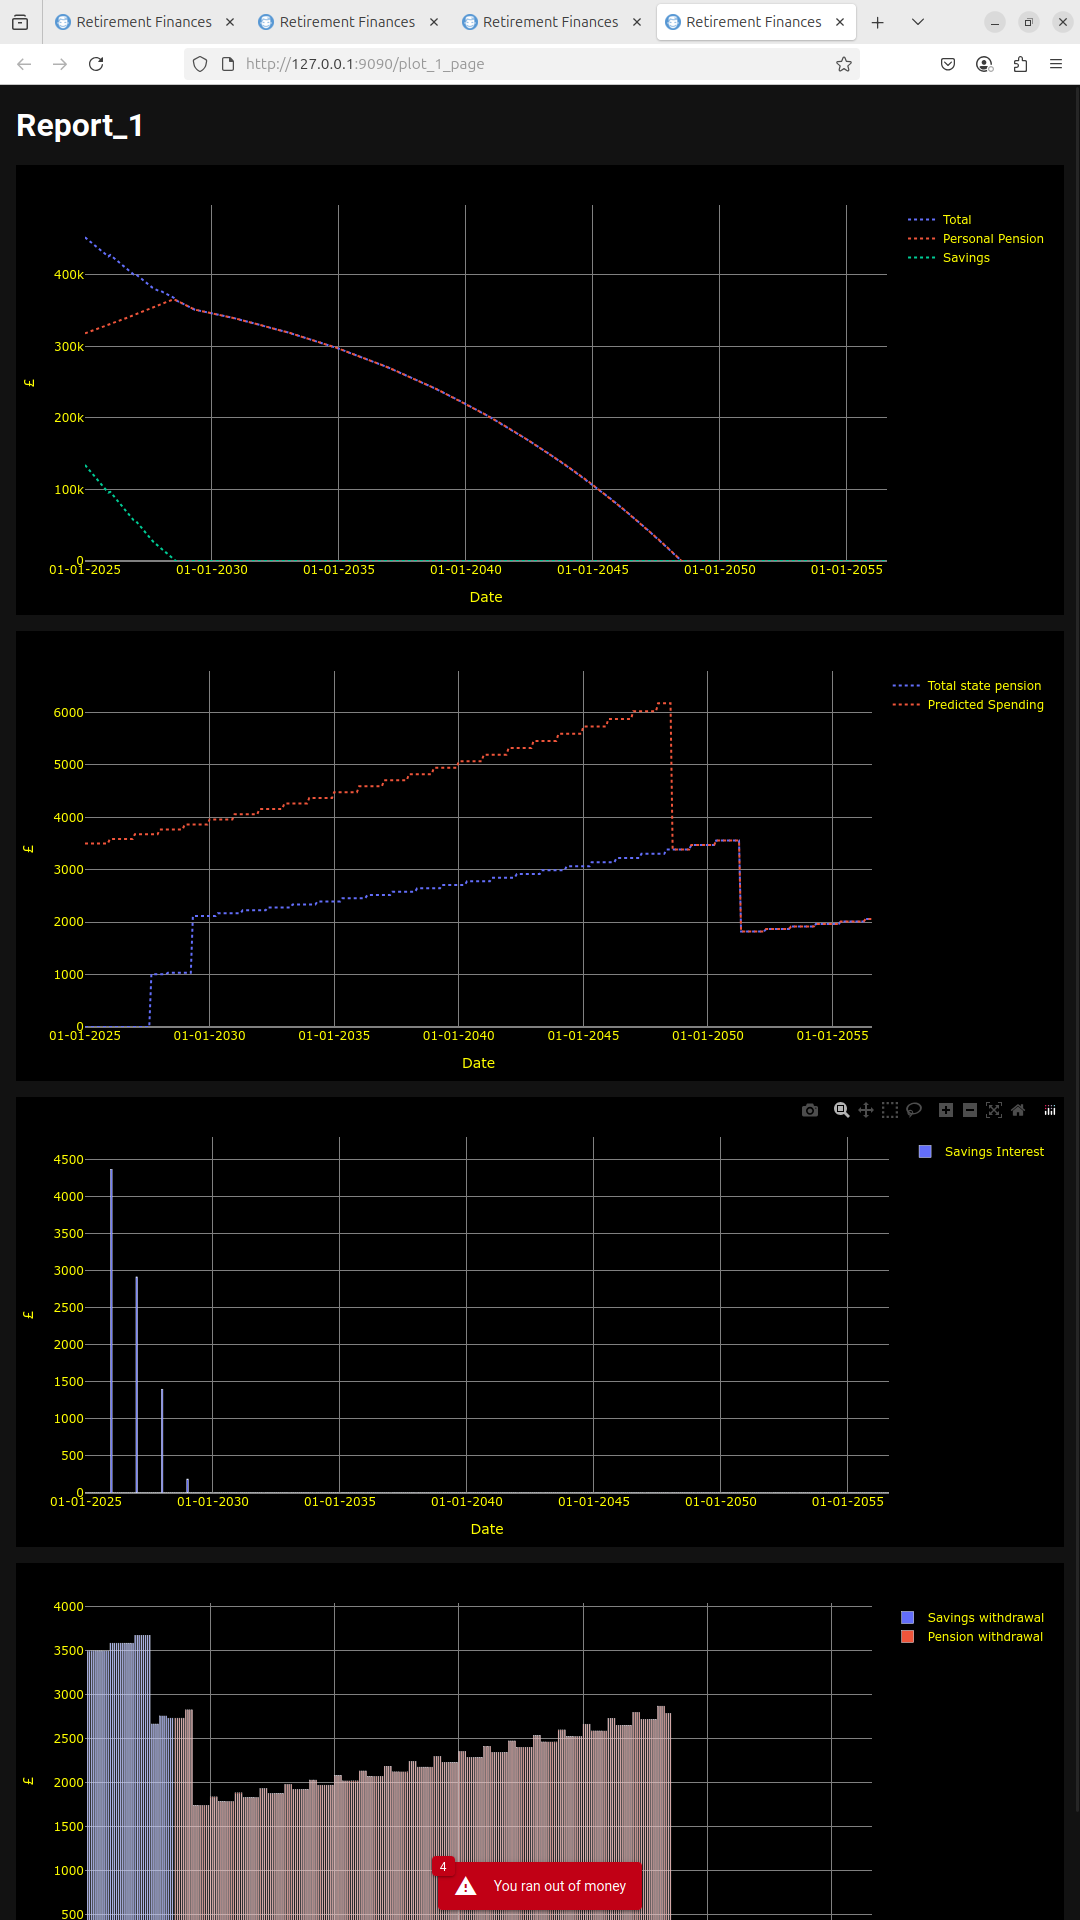 Retirement Finances
Retirement Finances
Retirement Finances
Retirement Finances
http://127.0.0.1:9090/plot_1_page
Report_1
Total
Personal Pension
Savings
400k
300k
200k
100k
0
£
01-01-2025 01-01-2030 01-01-2035 01-01-2040 01-01-2045 01-01-2050 01-01-2055
Date
Total state pension
Predicted Spending
6000
5000
4000
3000
2000
1000
0
£
01-01-2025 01-01-2030 01-01-2035 01-01-2040 01-01-2045 01-01-2050 01-01-2055
Date
Savings Interest
4500
4000
3500
3000
2500
2000
1500
1000
500
0
£
01-01-2025 01-01-2030 01-01-2035 01-01-2040 01-01-2045 01-01-2050 01-01-2055
Date
Savings withdrawal
Pension withdrawal
4000
3500
3000
2500
2000
1500
1000
500
£
4
You ran out of money